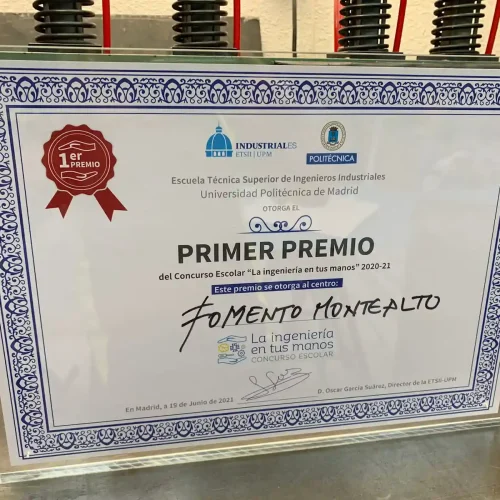 1er
PREMIO
INDUSTRIALES
ETSII | UPM
POLITÉCNICA
Escuela Técnica Superior de Ingenieros Industriales
Universidad Politécnica de Madrid
OTORGA EL
PRIMER PREMIO
del Concurso Escolar "La ingeniería en tus manos" 2020-21
Este premio se otorga al centro:
FOMENTO MONTEALTO
La ingeniería
en tus manos
CONCURSO ESCOLAR
En Madrid, a 19 de Junio de 2021
D. Óscar García Suárez, Director de la ETSII-UPM